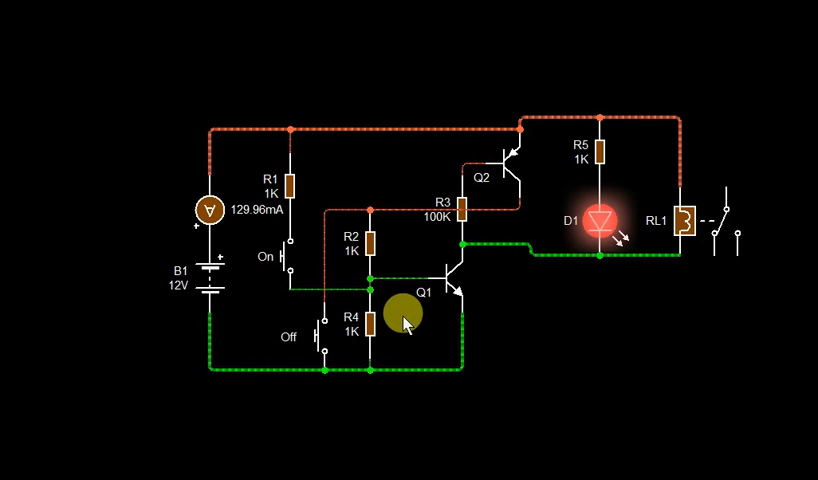 R5
1K
Q2
R1
1K
A
129.96mA
R3
100K
D1
RL1
R2
1K
On
+
+
B1
12V
Q1
R4
1K
Off